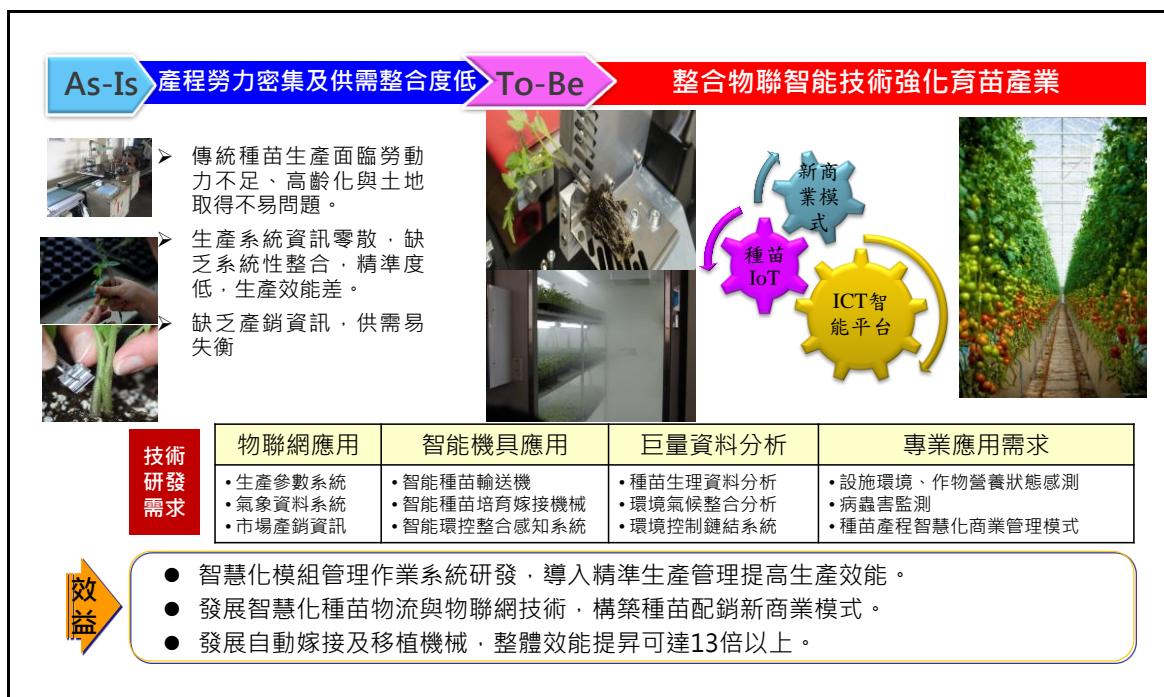 As-Is
產程勞力密集及供需整合度低
To-Be
整合物聯智能技術強化育苗產業
➢ 傳統種苗生產面臨勞動
力不足、高齡化與土地
取得不易問題。
➢ 生產系統資訊零散，缺
乏系統性整合，精準度
低，生產效能差。
➢ 缺乏產銷資訊，供需易
失衡
新商
業模
式
種苗
IoT
ICT智
能平台
技術
研發
需求
物聯網應用
•生產參數系統
•氣象資料系統
•市場產銷資訊
智能機具應用
•智能種苗輸送機
•智能種苗培育嫁接機械
•智能環控整合感知系統
巨量資料分析
•種苗生理資料分析
•環境氣候整合分析
•環境控制鏈結系統
專業應用需求
•設施環境、作物營養狀態感測
•病蟲害監測
•種苗產程智慧化商業管理模式
效
益
● 智慧化模組管理作業系統研發，導入精準生產管理提高生產效能。
● 發展智慧化種苗物流與物聯網技術，構築種苗配銷新商業模式。
● 發展自動嫁接及移植機械，整體效能提昇可達13倍以上。